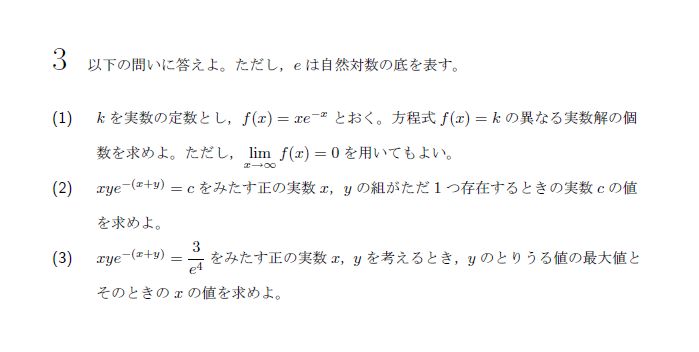 3 以下の問いに答えよ。ただし，e は自然対数の底を表す。
(1) k を実数の定数とし，f(x) = xe^{-x} とおく。方程式 f(x) = k の異なる実数解の個
数を求めよ。ただし，\lim_{x→∞} f(x) = 0 を用いてもよい。
(2) xye^{-(x+y)} = c をみたす正の実数 x，y の組がただ 1 つ存在するときの実数 c の値
を求めよ。
(3) xye^{-(x+y)} = \frac{3}{e^4} をみたす正の実数 x，y を考えるとき，y のとりうる値の最大値と
そのときの x の値を求めよ。